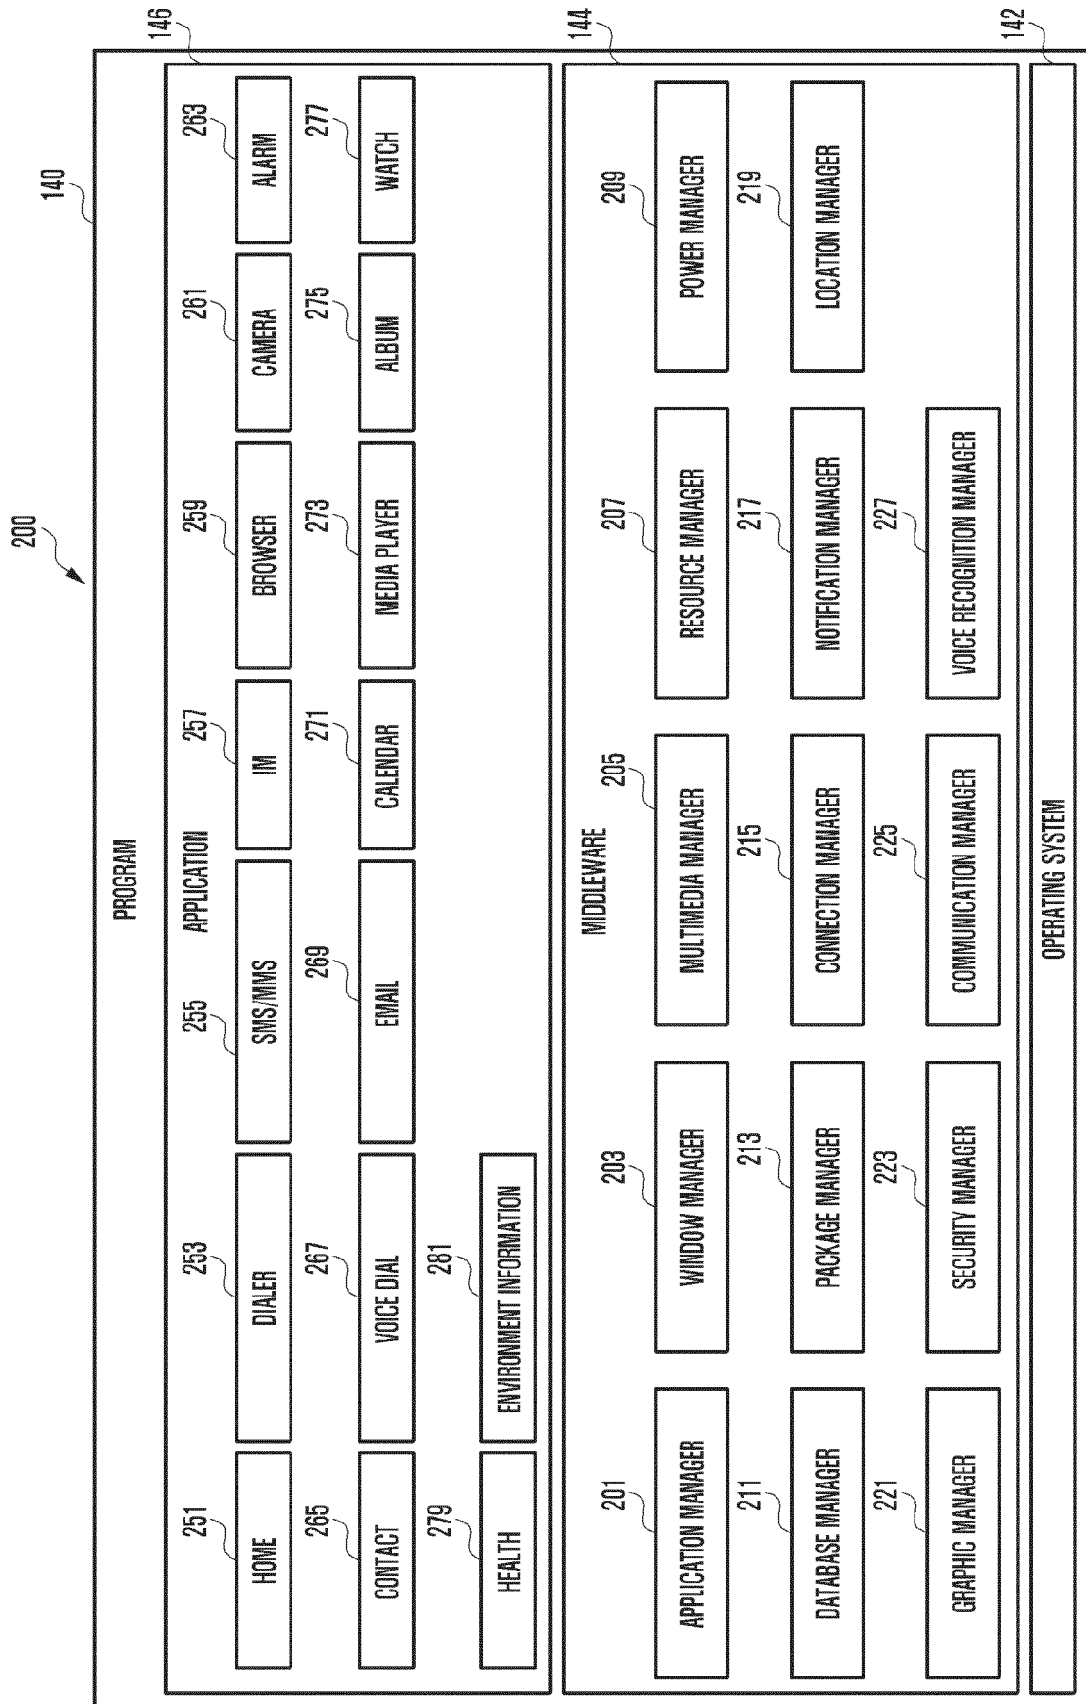 200
140
PROGRAM
146
APPLICATION
251 253 255 257 259 261 263
HOME DIALER SMS/MMS IM BROWSER CAMERA ALARM
265 267 269 271 273 275 277
CONTACT VOICE DIAL EMAIL CALENDAR MEDIA PLAYER ALBUM WATCH
279 281
HEALTH ENVIRONMENT INFORMATION
144
MIDDLEWARE
201 203 205 207 209
APPLICATION MANAGER WINDOW MANAGER MULTIMEDIA MANAGER RESOURCE MANAGER POWER MANAGER
211 213 215 217 219
DATABASE MANAGER PACKAGE MANAGER CONNECTION MANAGER NOTIFICATION MANAGER LOCATION MANAGER
221 223 225 227
GRAPHIC MANAGER SECURITY MANAGER COMMUNICATION MANAGER VOICE RECOGNITION MANAGER
142
OPERATING SYSTEM